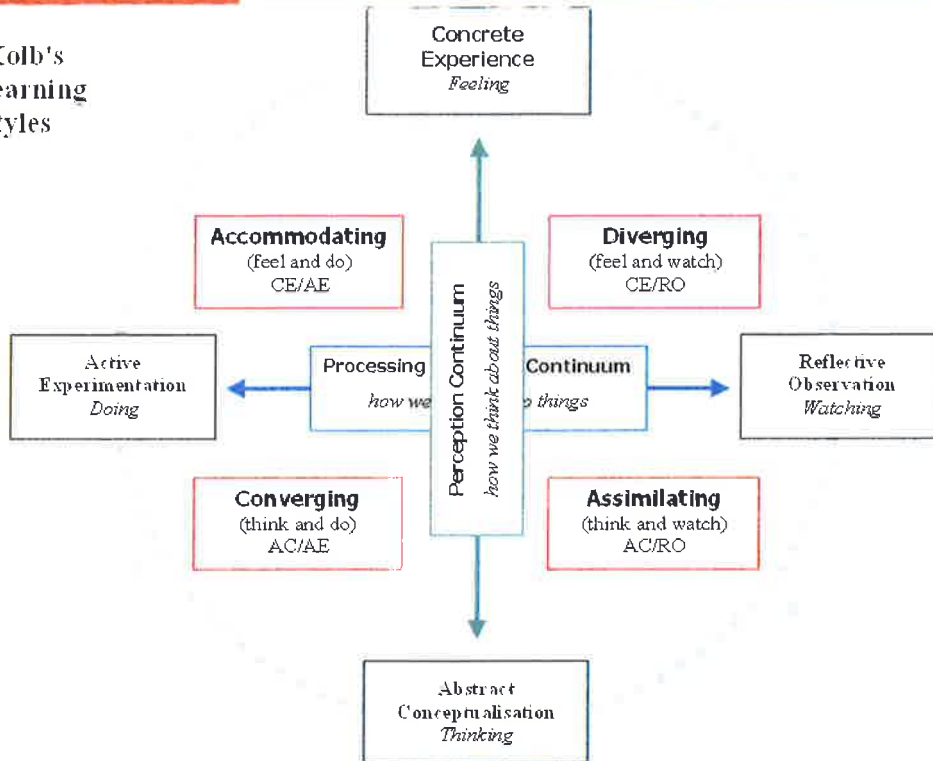 Kolb's
earning
tyles
Concrete
Experience
Feeling
Accommodating
(feel and do)
CE/AE
Diverging
(feel and watch)
CE/RO
Perception Continuum
how we think about things
Active
Experimentation
Doing
Processing Continuum
how we o things
Reflective
Observation
Watching
Converging
(think and do)
AC/AE
Assimilating
(think and watch)
AC/RO
Abstract
Conceptualisation
Thinking